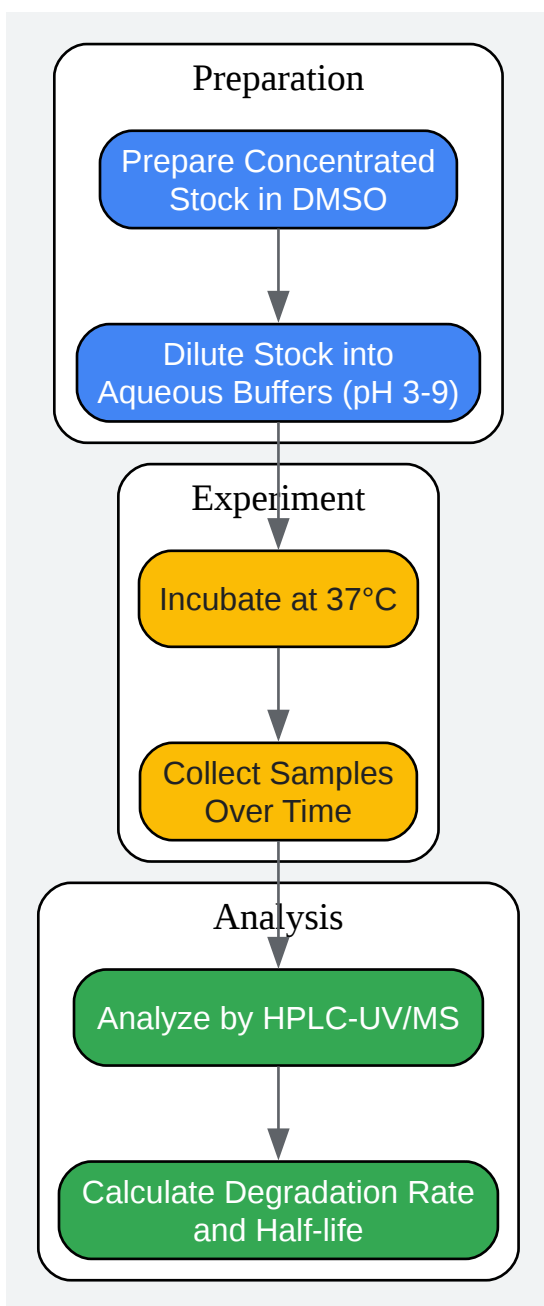 Preparation
Prepare Concentrated
Stock in DMSO
Dilute Stock into
Aqueous Buffers (pH 3-9)
Experiment
Incubate at 37°C
Collect Samples
Over Time
Analysis
Analyze by HPLC-UV/MS
Calculate Degradation Rate
and Half-life